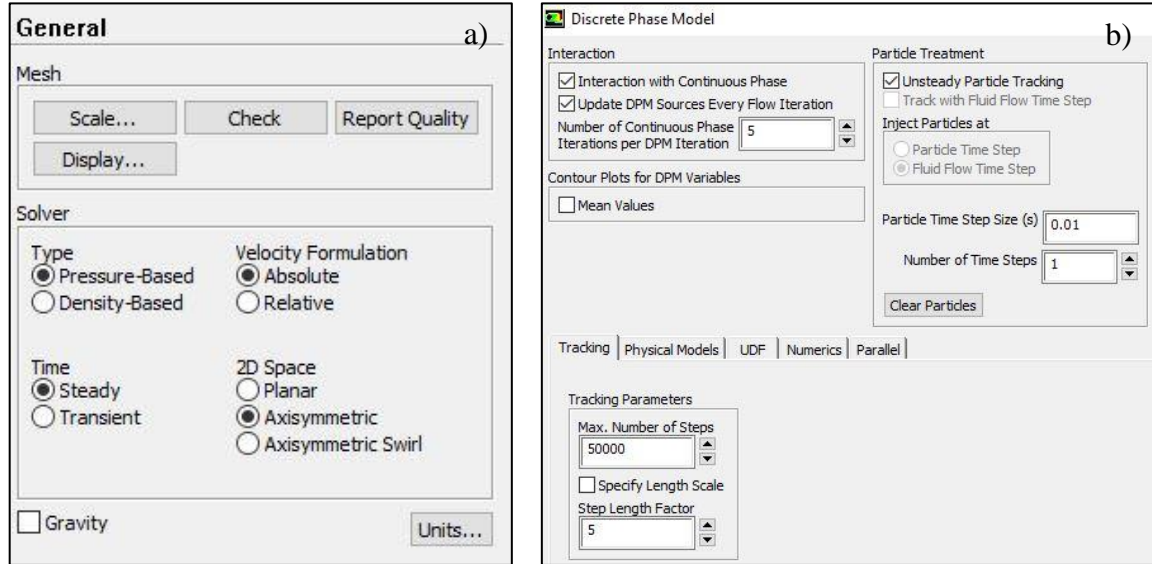 General
a)
Mesh
Scale... Check Report Quality
Display...
Solver
Type Velocity Formulation
Pressure-Based Absolute
Density-Based Relative
Time 2D Space
Steady Planar
Transient Axisymmetric
Axisymmetric Swirl
Gravity
Units...
Discrete Phase Model
b)
Interaction
Interaction with Continuous Phase
Update DPM Sources Every Flow Iteration
Number of Continuous Phase
Iterations per DPM Iteration 5
Contour Plots for DPM Variables
Mean Values
Particle Treatment
Unsteady Particle Tracking
Track with Fluid Flow Time Step
Inject Particles at
Particle Time Step
Fluid Flow Time Step
Particle Time Step Size (s) 0.01
Number of Time Steps 1
Clear Particles
Tracking Physical Models UDF Numerics Parallel
Tracking Parameters
Max. Number of Steps
50000
Specify Length Scale
Step Length Factor
5